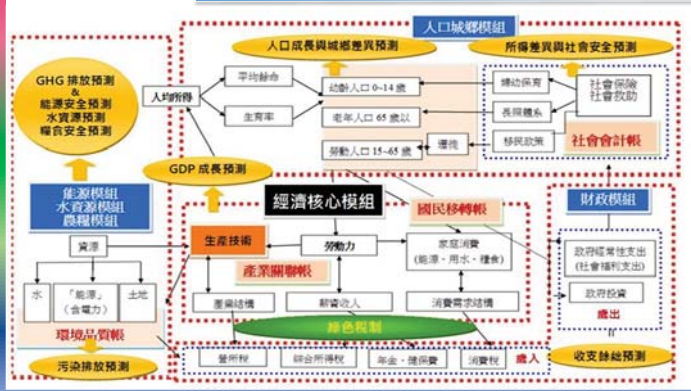 人口城鄉模組
人口成長與城鄉差異預測
所得差異與社會安全預測
GHG 排放預測
&
能源安全預測
水資源預測
糧食安全預測
人均所得
平均餘命
生育率
幼齡人口 0~14 歲
老年人口 65 歲以
勞動人口 15~65 歲
遷徙
婦幼保育
長照體系
移民政策
社會保險
社會救助
社會會計帳
GDP 成長預測
能源模組
水資源模組
農糧模組
經濟核心模組
國民移轉帳
財政模組
資源
水
「能源」
(含電力)
土地
環境品質帳
污染排放預測
生產技術
勞動力
家庭消費
(能源、用水、糧食)
產業關聯帳
產業結構
薪資收入
消費需求結構
綠色稅制
政府經常性支出
(社會福利支出)
政府投資
歲出
營所稅
綜合所得稅
年金、健保費
消費稅
歲入
收支餘絀預測